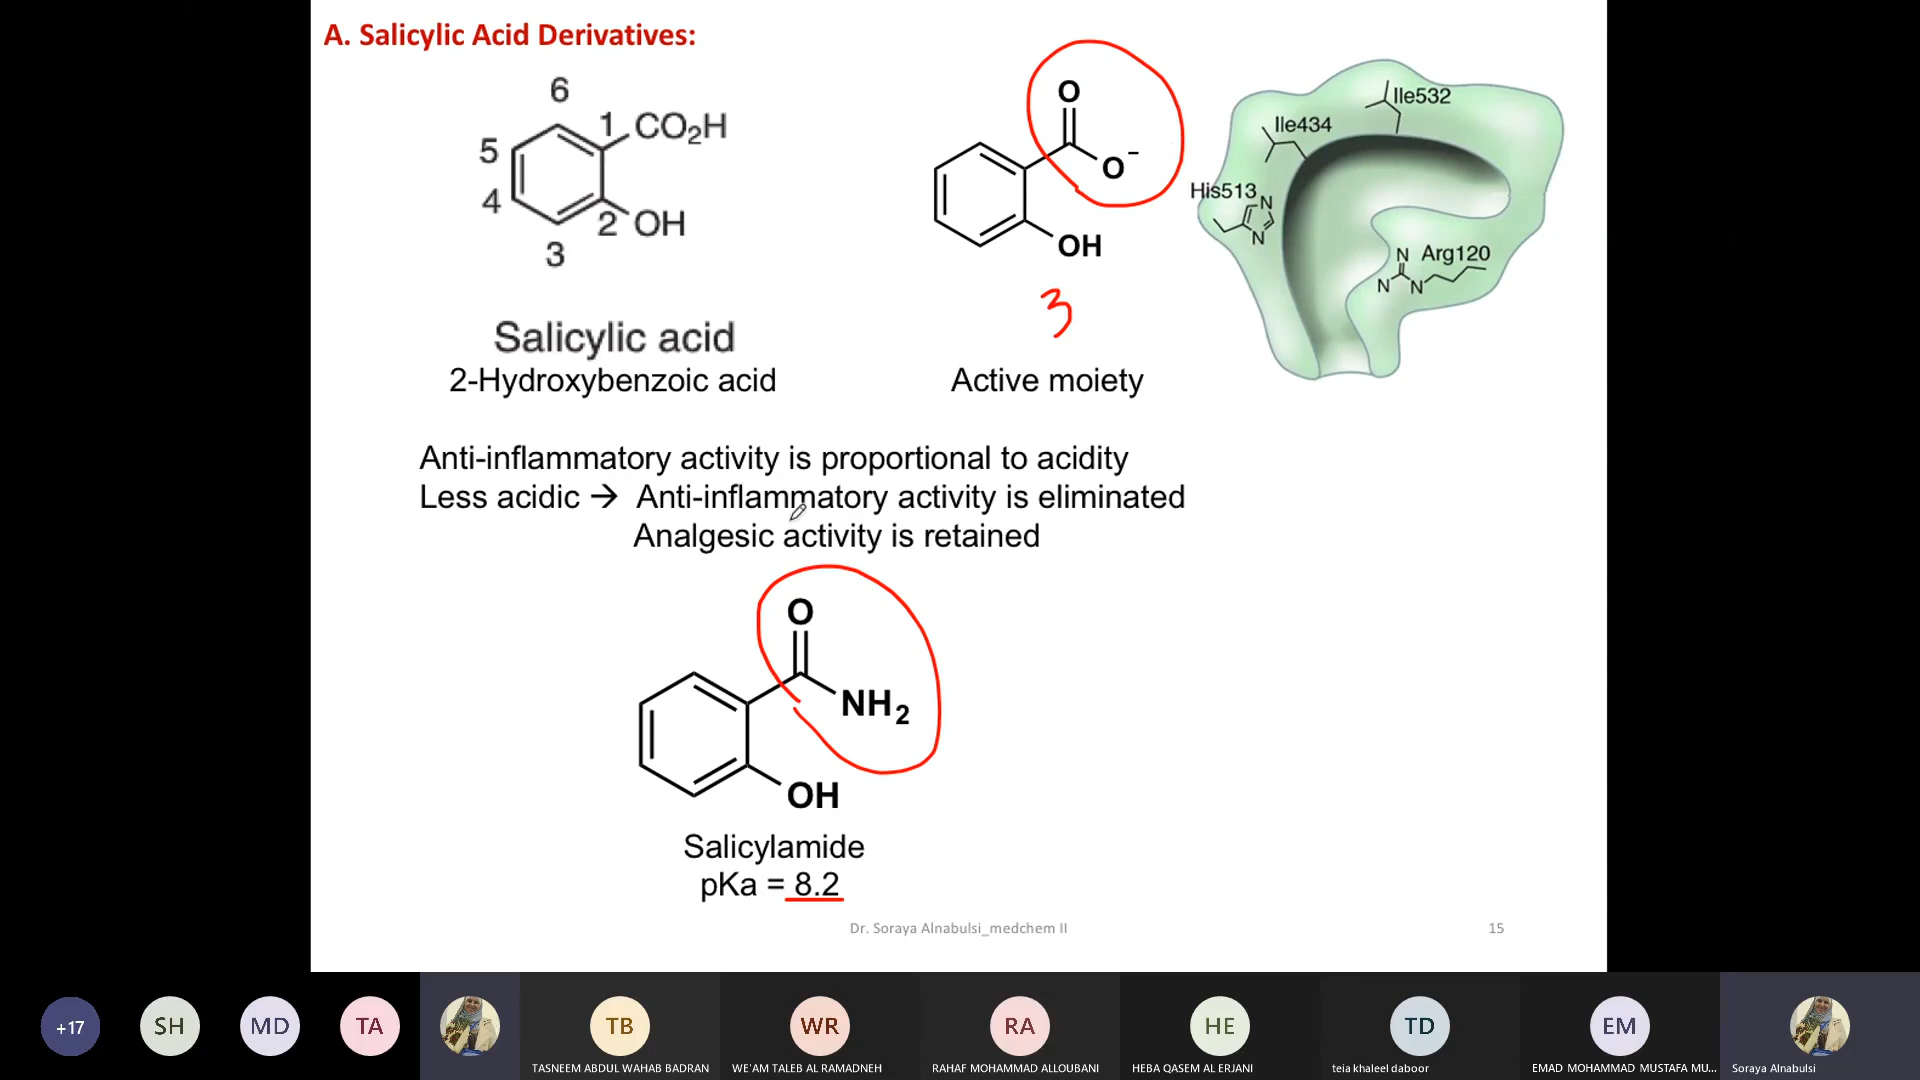 A. Salicylic Acid Derivatives:
6
1
CO₂H
5
4
2
OH
3
Salicylic acid
2-Hydroxybenzoic acid
O
O⁻
OH
3
Active moiety
Ile532
Ile434
His513
N
N
Arg120
N
N
N
Anti-inflammatory activity is proportional to acidity
Less acidic → Anti-inflammatory activity is eliminated
Analgesic activity is retained
O
NH₂
OH
Salicylamide
pKa = 8.2
Dr. Soraya Alnabulsi_medchem II
15
+17
SH
MD
TA
TB
WR
RA
HE
TD
EM
TASNEEM ABDUL WAHAB BADRAN
WE'AM TALEB AL RAMADNEH
RAHAF MOHAMMAD ALLOUBANI
HEBA QASEM AL ERJANI
teia khaleel daboor
EMAD MOHAMMAD MUSTAFA MU...
Soraya Alnabulsi